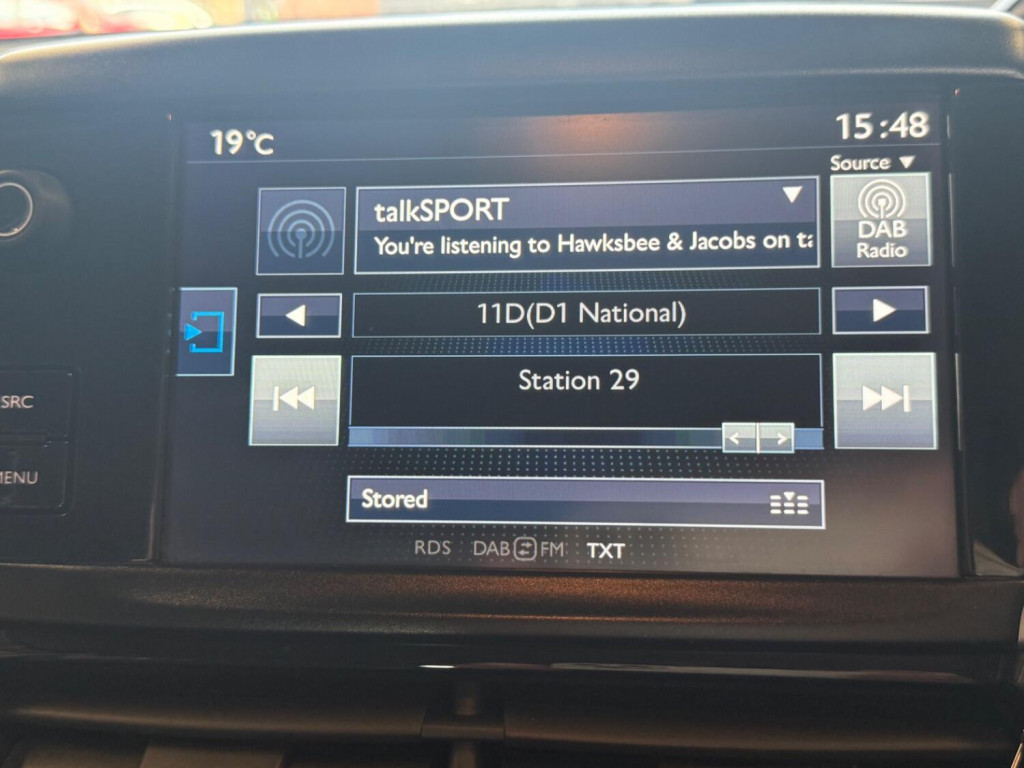 19°C
15:48
Source
talkSPORT
You're listening to Hawksbee & Jacobs on ta
DAB
Radio
11D(D1 National)
Station 29
SRC
MENU
Stored
RDS DAB FM TXT